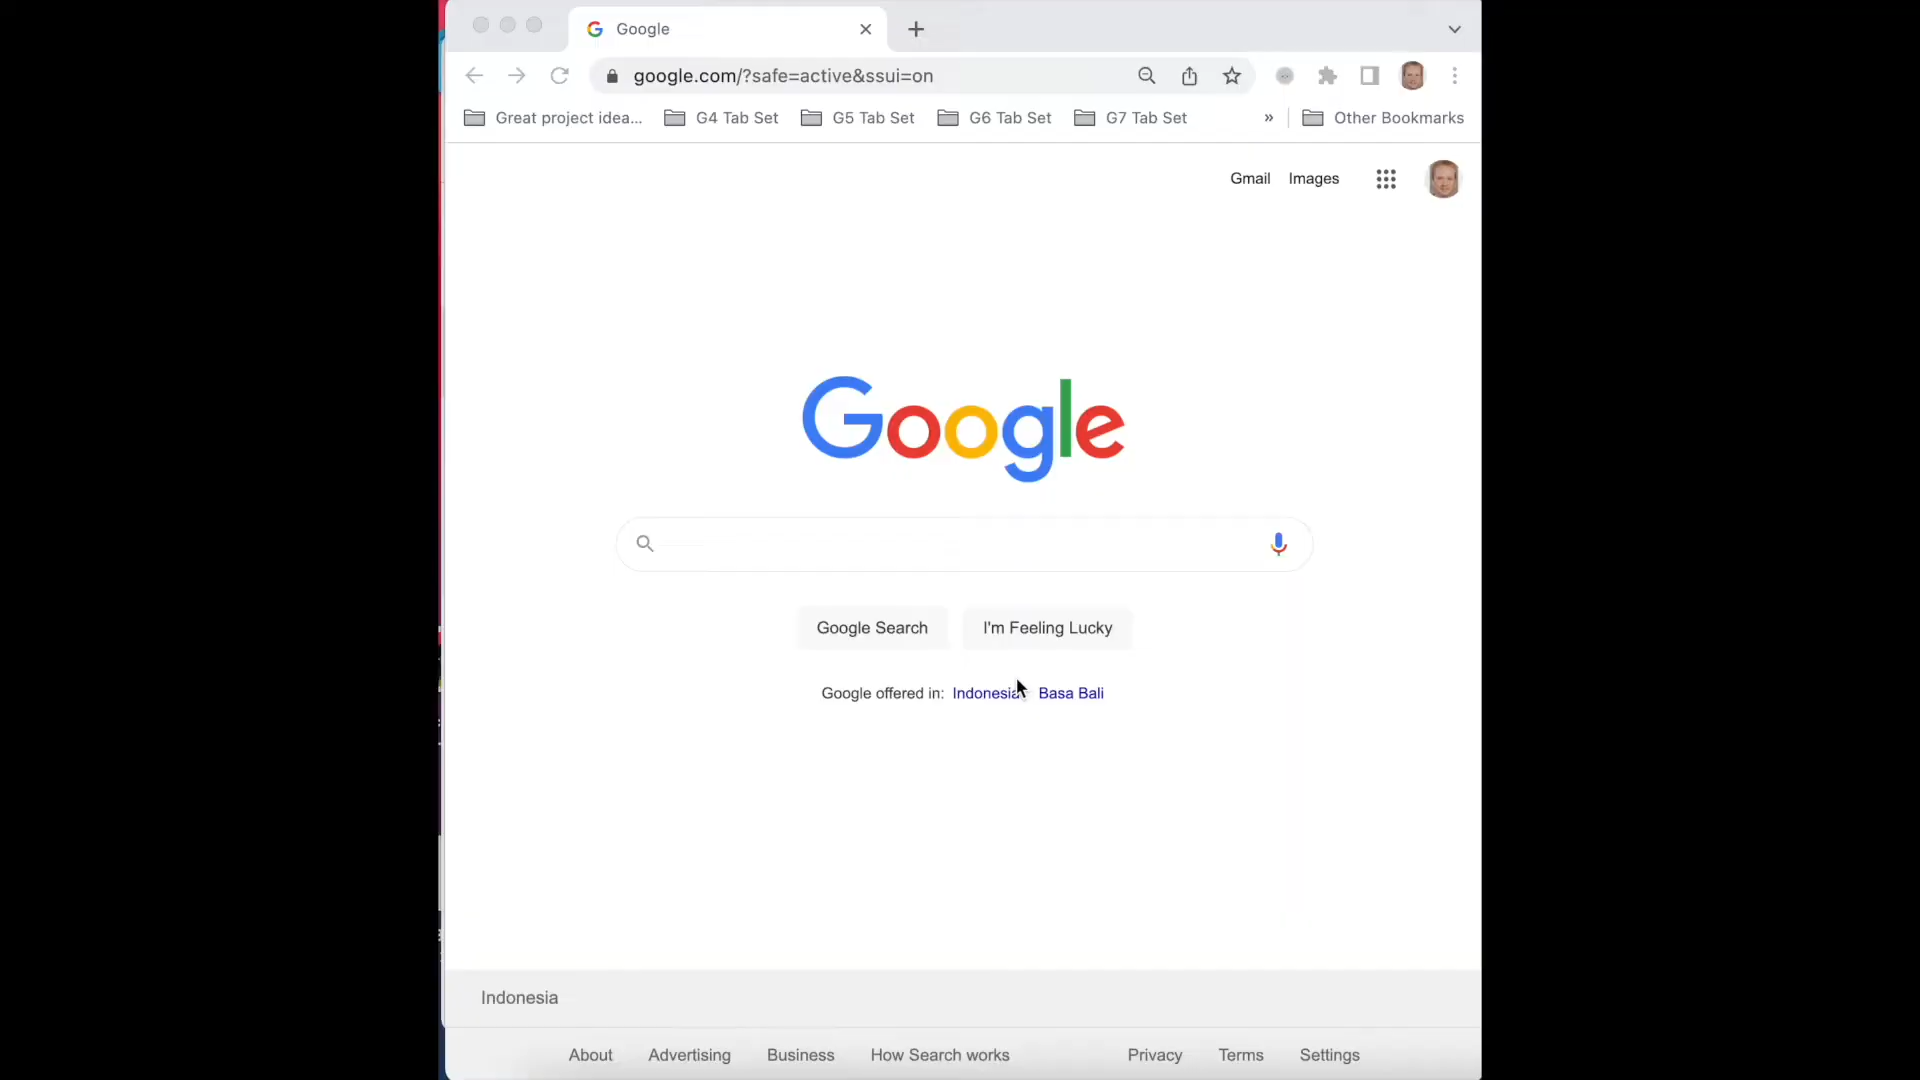 Google
google.com/?safe=active&ssui=on
Great project idea... G4 Tab Set G5 Tab Set G6 Tab Set G7 Tab Set » Other Bookmarks
Gmail Images
Google
Google Search I'm Feeling Lucky
Google offered in: Indonesia Basa Bali
Indonesia
About Advertising Business How Search works Privacy Terms Settings